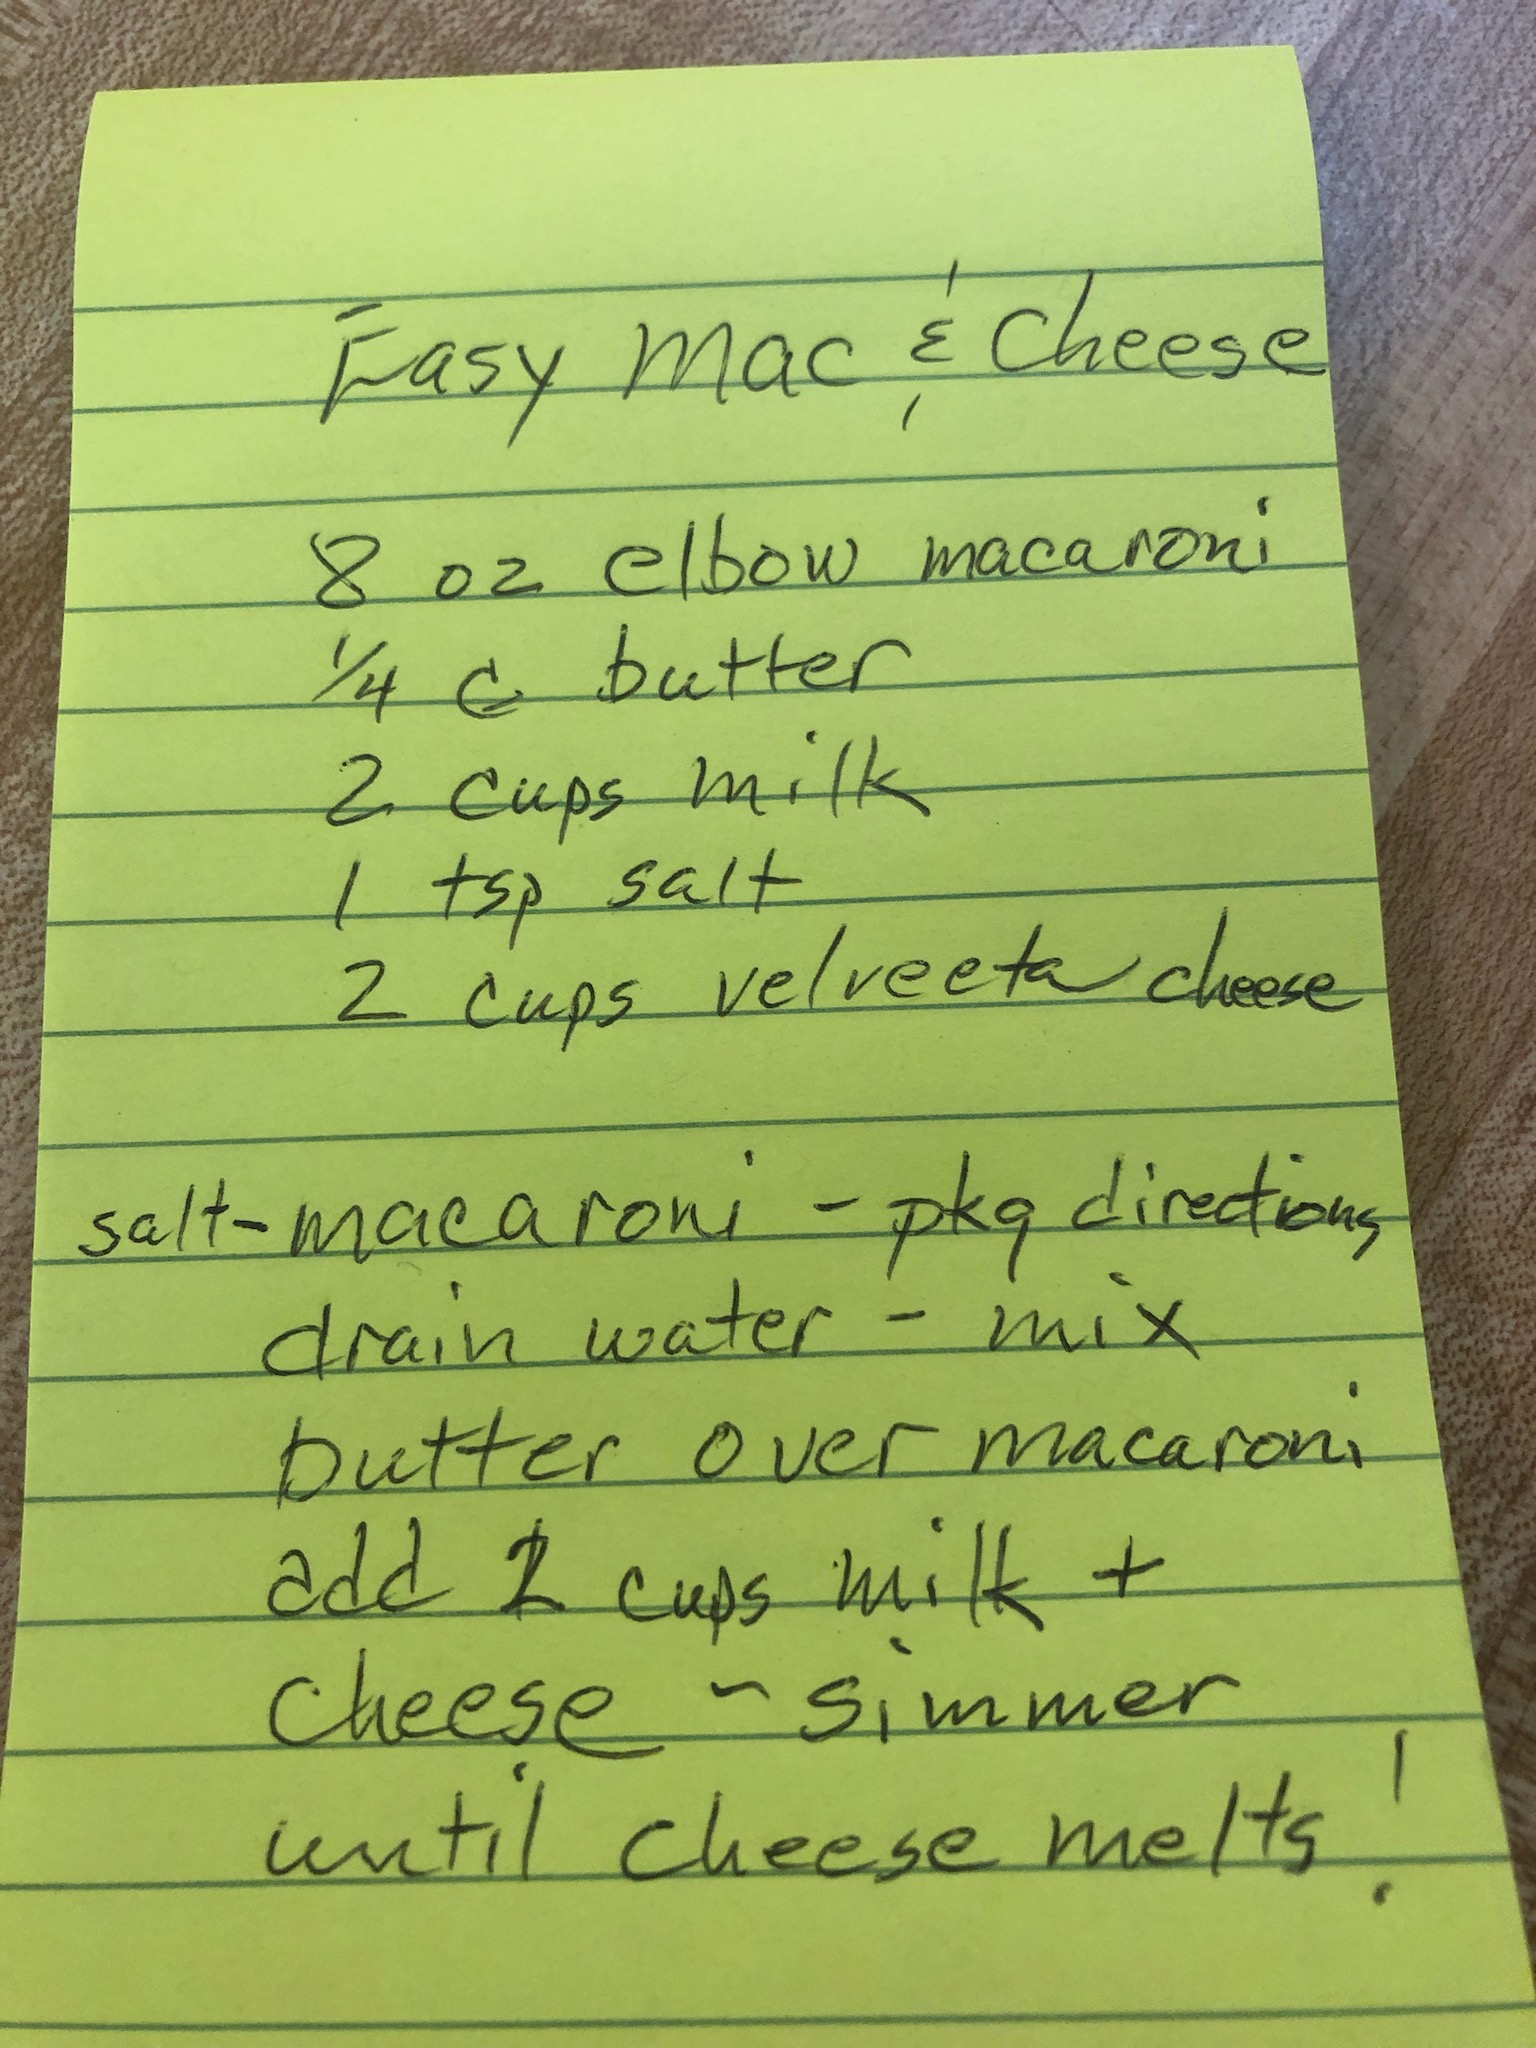 Easy Mac & Cheese
8 oz elbow macaroni
1/4 c butter
2 cups milk
1 tsp salt
2 cups velveeta cheese
salt-macaroni - pkg directions
drain water - mix
butter over macaroni
add 2 cups milk +
cheese - simmer
until cheese melts!